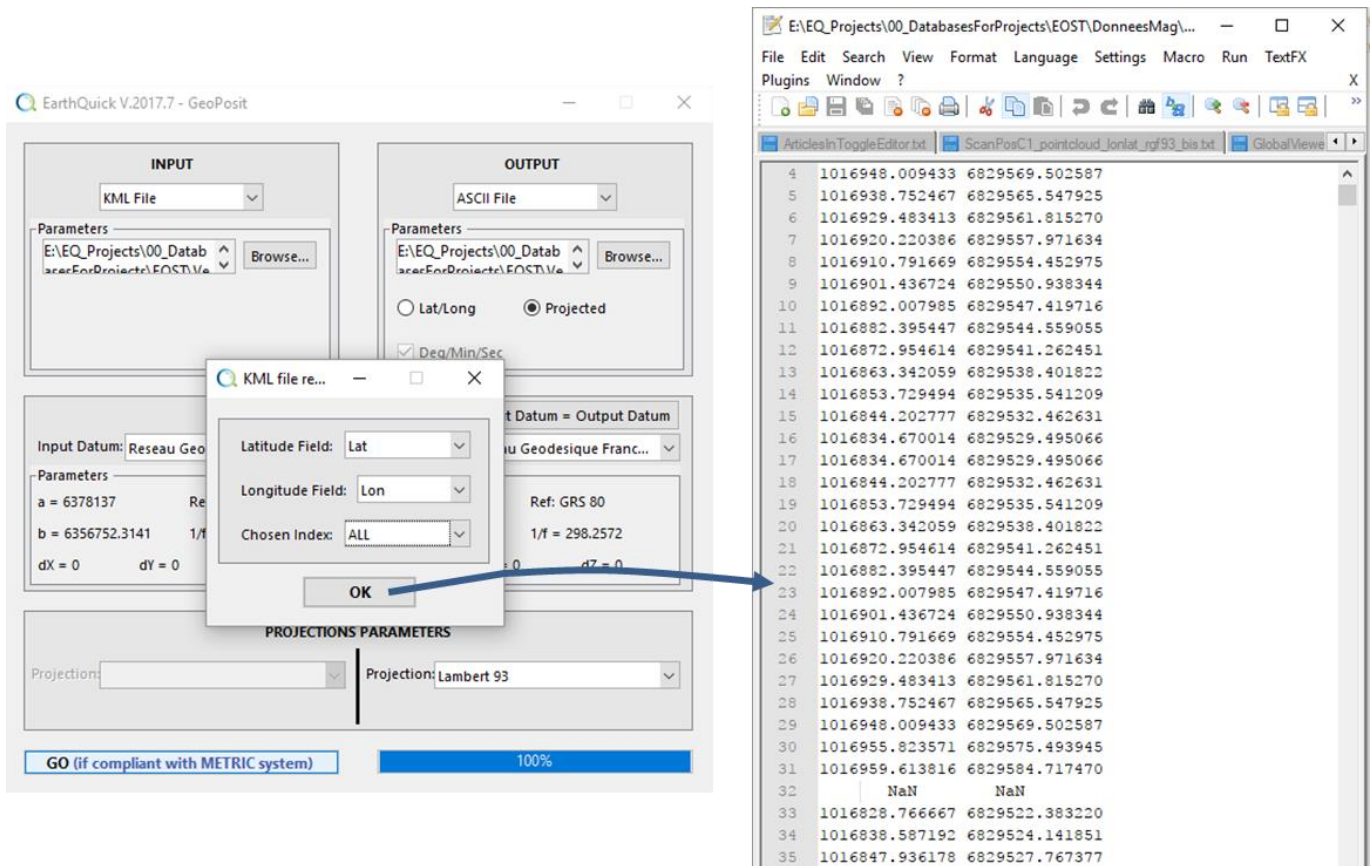 EarthQuick V.2017.7 - GeoPosit
INPUT
KML File
Parameters
E:\EQ_Projects\00_Datab
Browse...
OUTPUT
ASCII File
Parameters
E:\EQ_Projects\00_Datab
Browse...
Lat/Long Projected
Deg/Min/Sec
KML file re...
Latitude Field: Lat
Longitude Field: Lon
Chosen Index: ALL
OK
t Datum = Output Datum
Input Datum: Reseau Geo
au Geodesique Franc...
Parameters
a = 6378137 Re
b = 6356752.3141 1/f
dX = 0 dY = 0
Ref: GRS 80
1/f = 298.2572
= 0 dZ = 0
PROJECTIONS PARAMETERS
Projection:
Projection: Lambert 93
GO (if compliant with METRIC system)
100%
E:\EQ_Projects\00_DatabasesForProjects\EOST\DonneesMag\...
File Edit Search View Format Language Settings Macro Run TextFX
Plugins Window ? X
ArticlesinToggleEditor.txt ScanPosC1_pointcloud_lonlat_rgf93_bis.txt GlobalViewe
4 1016948.009433 6829569.502587
5 1016938.752467 6829565.547925
6 1016929.483413 6829561.815270
7 1016920.220386 6829557.971634
8 1016910.791669 6829554.452975
9 1016901.436724 6829550.938344
10 1016892.007985 6829547.419716
11 1016882.395447 6829544.559055
12 1016872.954614 6829541.262451
13 1016863.342059 6829538.401822
14 1016853.729494 6829535.541209
15 1016844.202777 6829532.462631
16 1016834.670014 6829529.495066
17 1016834.670014 6829529.495066
18 1016844.202777 6829532.462631
19 1016853.729494 6829535.541209
20 1016863.342059 6829538.401822
21 1016872.954614 6829541.262451
22 1016882.395447 6829544.559055
23 1016892.007985 6829547.419716
24 1016901.436724 6829550.938344
25 1016910.791669 6829554.452975
26 1016920.220386 6829557.971634
27 1016929.483413 6829561.815270
28 1016938.752467 6829565.547925
29 1016948.009433 6829569.502587
30 1016955.823571 6829575.493945
31 1016959.613816 6829584.717470
32 NaN NaN
33 1016828.766667 6829522.383220
34 1016838.587192 6829524.141851
35 1016847.936178 6829527.767377